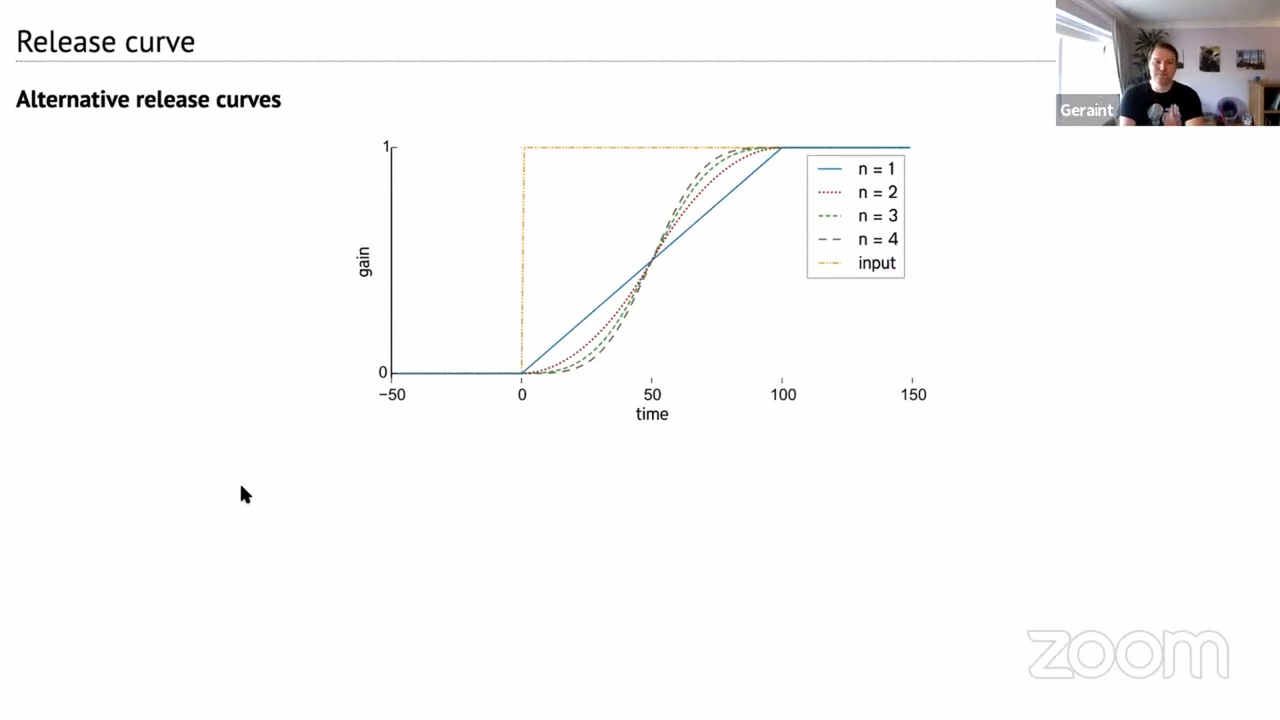 Release curve
Geraint
Alternative release curves
1
gain
0
n = 1
n = 2
n = 3
n = 4
input
−50 0 50 100 150
time
zoom